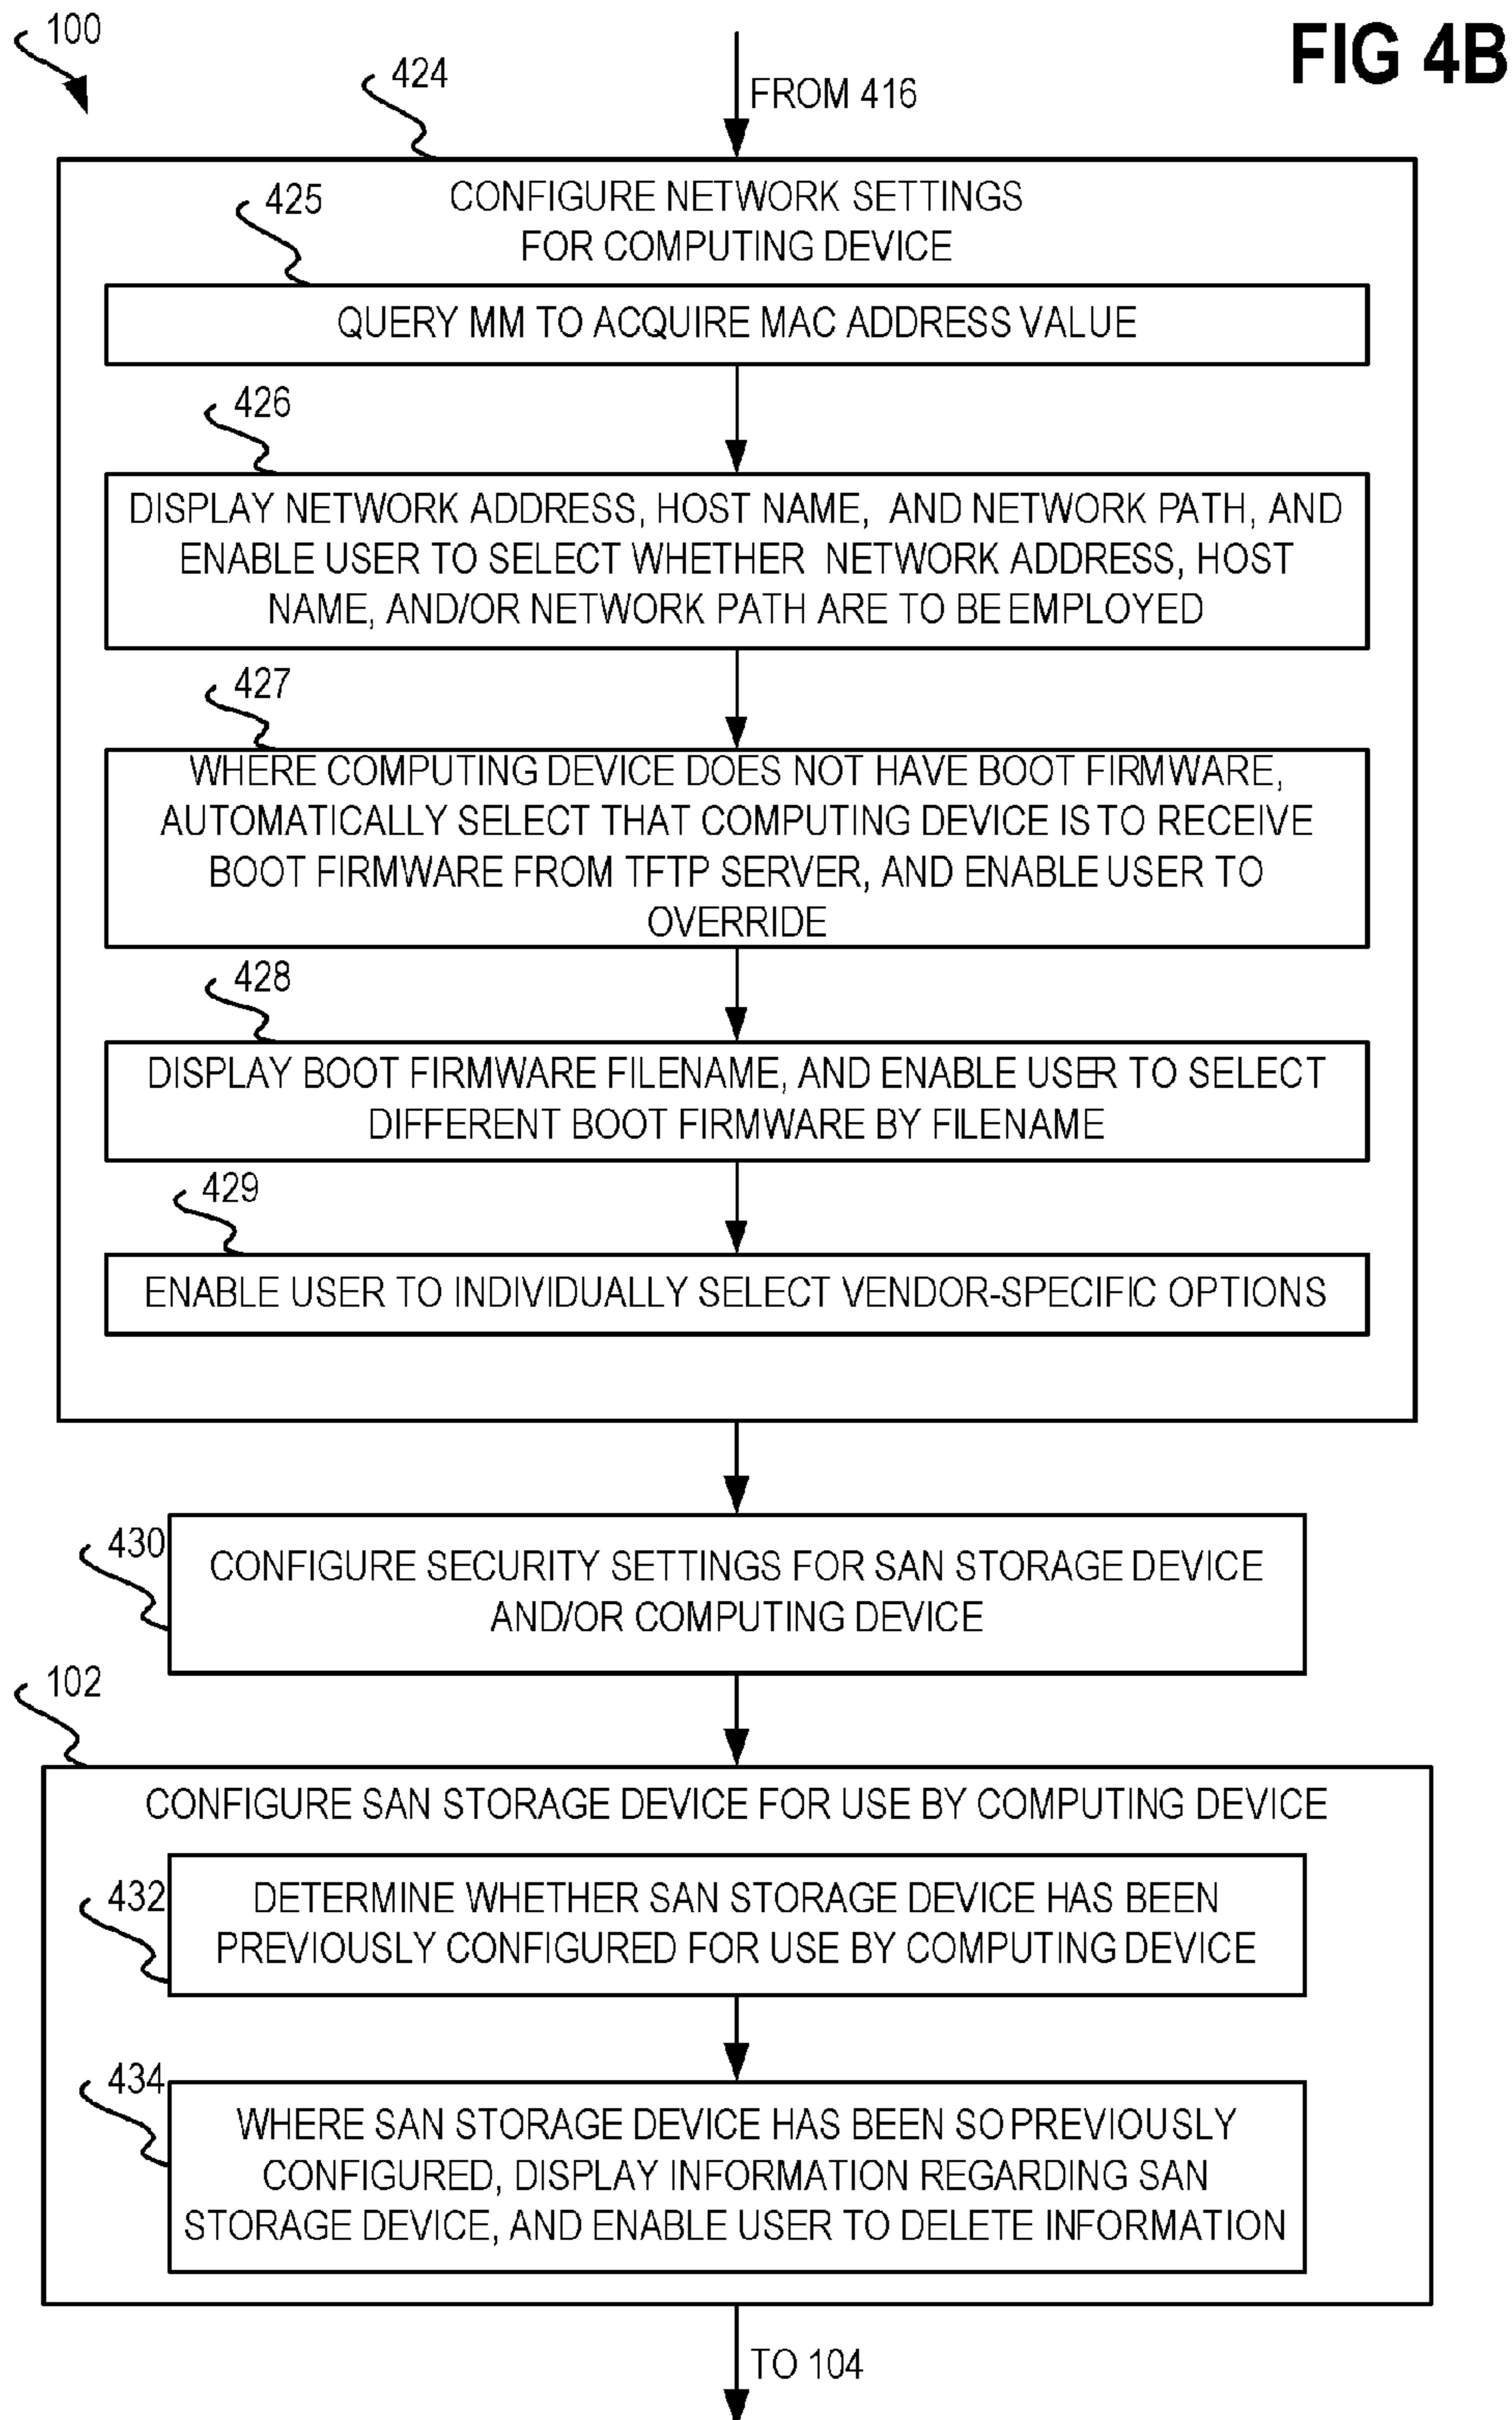 100
FIG 4B
424
FROM 416
CONFIGURE NETWORK SETTINGS
FOR COMPUTING DEVICE
425
QUERY MM TO ACQUIRE MAC ADDRESS VALUE
426
DISPLAY NETWORK ADDRESS, HOST NAME, AND NETWORK PATH, AND
ENABLE USER TO SELECT WHETHER NETWORK ADDRESS, HOST
NAME, AND/OR NETWORK PATH ARE TO BE EMPLOYED
427
WHERE COMPUTING DEVICE DOES NOT HAVE BOOT FIRMWARE,
AUTOMATICALLY SELECT THAT COMPUTING DEVICE IS TO RECEIVE
BOOT FIRMWARE FROM TFTP SERVER, AND ENABLE USER TO
OVERRIDE
428
DISPLAY BOOT FIRMWARE FILENAME, AND ENABLE USER TO SELECT
DIFFERENT BOOT FIRMWARE BY FILENAME
429
ENABLE USER TO INDIVIDUALLY SELECT VENDOR-SPECIFIC OPTIONS
430
CONFIGURE SECURITY SETTINGS FOR SAN STORAGE DEVICE
AND/OR COMPUTING DEVICE
102
CONFIGURE SAN STORAGE DEVICE FOR USE BY COMPUTING DEVICE
432
DETERMINE WHETHER SAN STORAGE DEVICE HAS BEEN
PREVIOUSLY CONFIGURED FOR USE BY COMPUTING DEVICE
434
WHERE SAN STORAGE DEVICE HAS BEEN SO PREVIOUSLY
CONFIGURED, DISPLAY INFORMATION REGARDING SAN
STORAGE DEVICE, AND ENABLE USER TO DELETE INFORMATION
TO 104